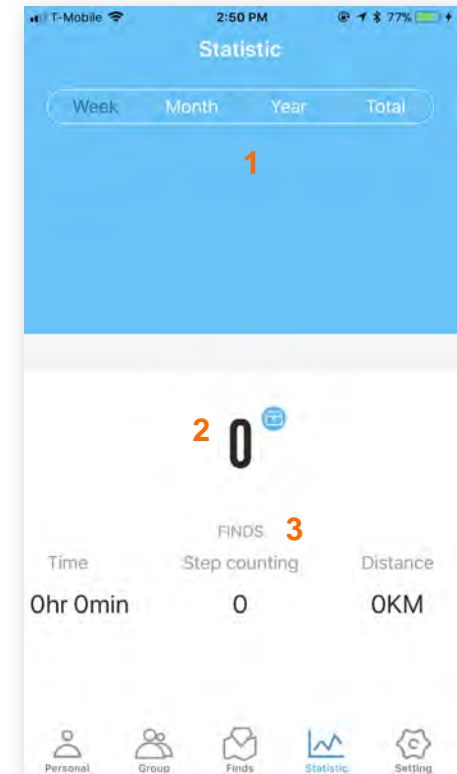 T-Mobile 2:50 PM 77%
Statistic
Week Month Year Total
1
2 0
FINDS 3
Time Step counting Distance
0hr 0min 0 0KM
Personal Group Finds Statistic Setting